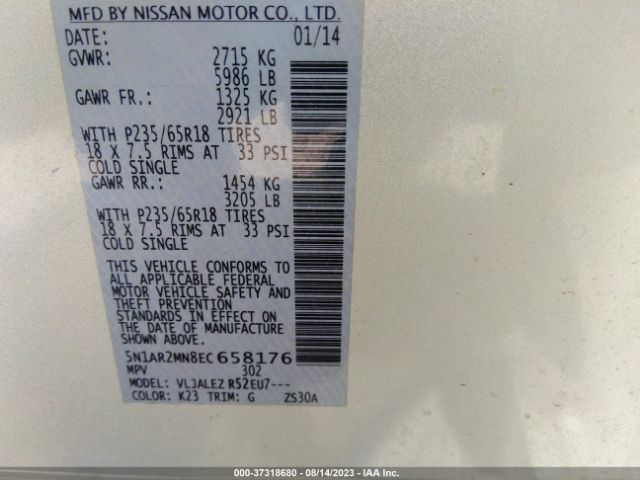 MFD BY NISSAN MOTOR CO., LTD.
DATE: 01/14
GVWR: 2715 KG
5986 LB
GAWR FR.: 1325 KG
2921 LB
WITH P235/65R18 TIRES
18 X 7.5 RIMS AT 33 PSI
COLD SINGLE
GAWR RR.: 1454 KG
3205 LB
WITH P235/65R18 TIRES
18 X 7.5 RIMS AT 33 PSI
COLD SINGLE
THIS VEHICLE CONFORMS TO
ALL APPLICABLE FEDERAL
MOTOR VEHICLE SAFETY AND
THEFT PREVENTION
STANDARDS IN EFFECT ON
THE DATE OF MANUFACTURE
SHOWN ABOVE.
5N1AR2MN8EC658176
MPV 302
MODEL: VLJALEZ R52EU7---
COLOR: K23 TRIM: G ZS30A
000-37318680 - 08/14/2023 - IAA Inc.